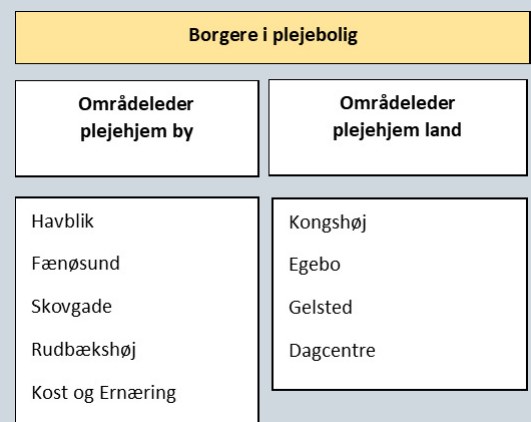 Borgere i plejebolig
Områdeleder
plejehjem by
Områdeleder
plejehjem land
Havblik
Fænøsund
Skovgade
Rudbækshøj
Kost og Ernæring
Kongshøj
Egebo
Gelsted
Dagcentre